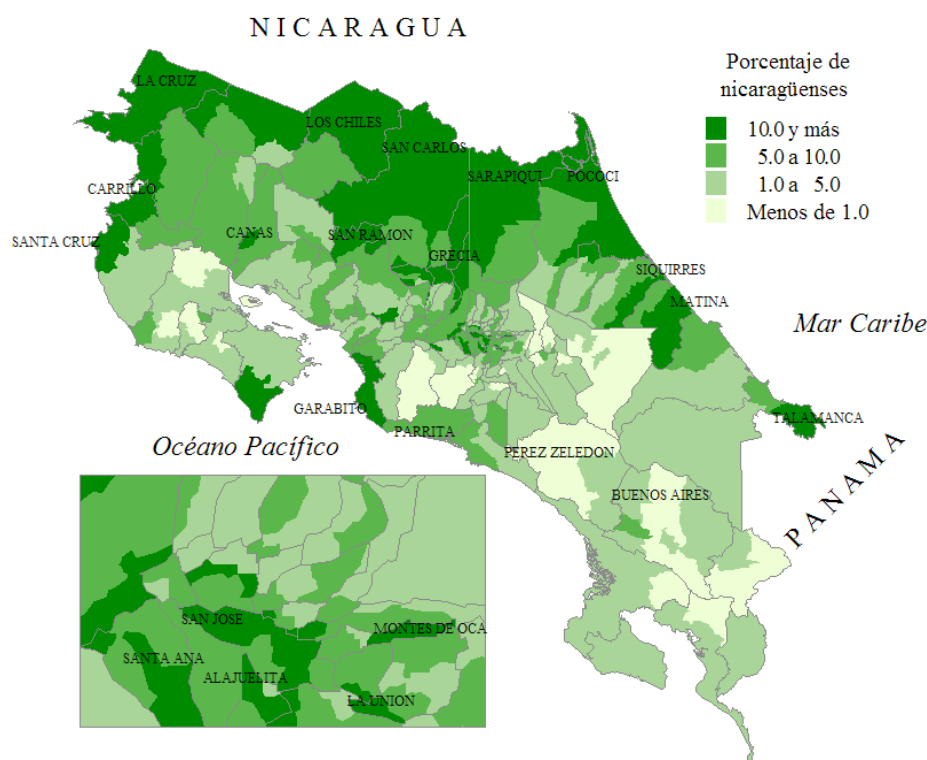 NICARAGUA
Porcentaje de
nicaragüenses
10.0 y más
5.0 a 10.0
1.0 a 5.0
Menos de 1.0
LA CRUZ
LOS CHILES
SAN CARLOS
SARAPIQUI
POCOCI
CARRILLO
SANTA CRUZ
CAÑAS
SAN RAMON
GRECIA
SIQUIRRES
MATINA
Mar Caribe
GARABITO
PARRITA
TALAMANCA
Océano Pacífico
PEREZ ZELEDON
BUENOS AIRES
PANAMA
SAN JOSE
MONTES DE OCA
SANTA ANA
ALAJUELITA
LA UNION